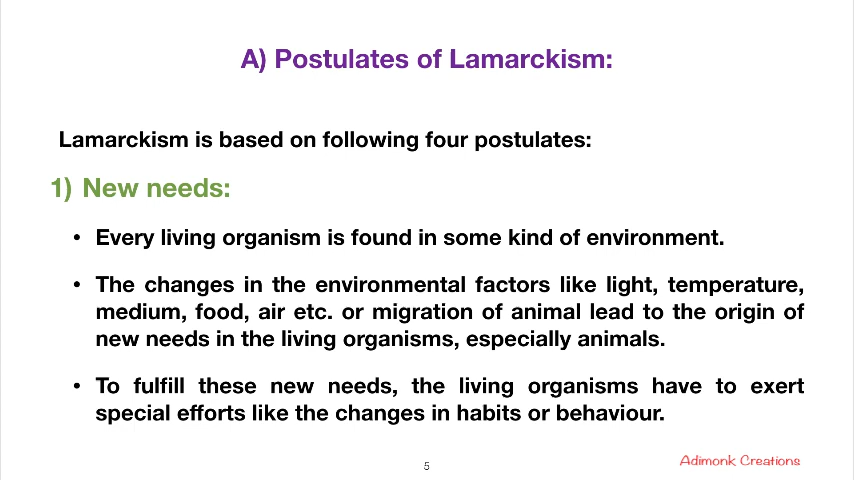 A) Postulates of Lamarckism:
Lamarckism is based on following four postulates:
1) New needs:
• Every living organism is found in some kind of environment.
• The changes in the environmental factors like light, temperature,
medium, food, air etc. or migration of animal lead to the origin of
new needs in the living organisms, especially animals.
• To fulfill these new needs, the living organisms have to exert
special efforts like the changes in habits or behaviour.
5
Adimonk Creations